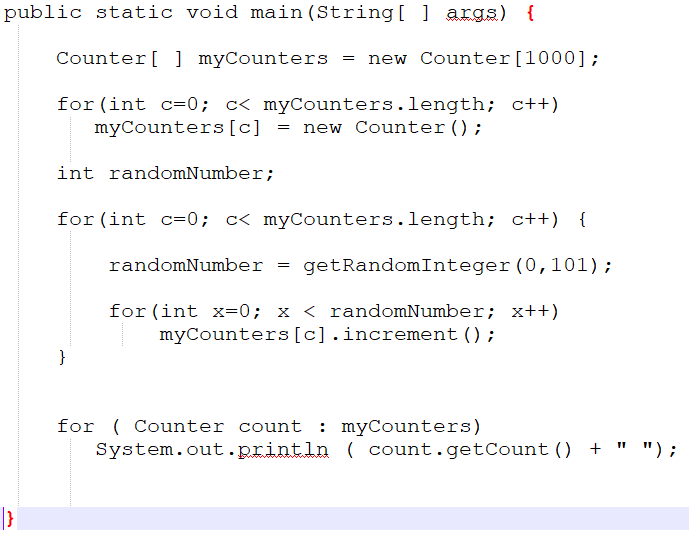 public static void main(String[ ] args) {
Counter[ ] myCounters = new Counter[1000];
for(int c=0; c< myCounters.length; c++)
myCounters[c] = new Counter();
int randomNumber;
for(int c=0; c< myCounters.length; c++) {
randomNumber = getRandomInteger(0,101);
for(int x=0; x < randomNumber; x++)
myCounters[c].increment();
}
for ( Counter count : myCounters)
System.out.println ( count.getCount() + " ");
}